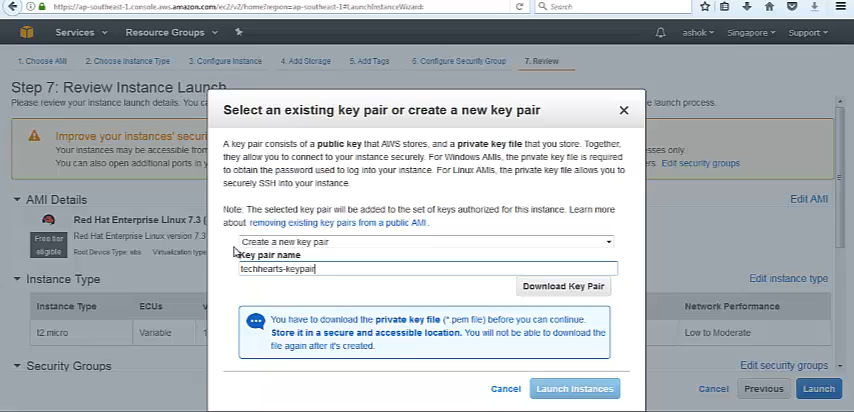 https://ap-southeast-1.console.aws.amazon.com/ec2/v2/home?region=ap-southeast-1#LaunchInstanceWizard:
Search
Services
Resource Groups
ashok
Singapore
Support
1. Choose AMI
2. Choose Instance Type
3. Configure Instance
4. Add Storage
5. Add Tags
6. Configure Security Group
7. Review
Step 7: Review Instance Launch
Please review your instance launch details. You ca
launch process.
Improve your instances' securi
Your instances may be accessible from
esses only.
You can also open additional ports in y
Edit security groups
AMI Details
Edit AMI
Red Hat Enterprise Linux 7.3 (
Free tier
eligible
Red Hat Enterprise Linux version 7.3
Root Device Type: ebs
Virtualization type
Instance Type
Edit instance type
Instance Type
ECUs
Network Performance
t2.micro
Variable
Low to Moderate
Security Groups
Edit security groups
Cancel
Previous
Launch
Select an existing key pair or create a new key pair
A key pair consists of a public key that AWS stores, and a private key file that you store. Together,
they allow you to connect to your instance securely. For Windows AMIs, the private key file is required
to obtain the password used to log into your instance. For Linux AMIs, the private key file allows you to
securely SSH into your instance.
Note: The selected key pair will be added to the set of keys authorized for this instance. Learn more
about removing existing key pairs from a public AMI.
Create a new key pair
Key pair name
techhearts-keypair
Download Key Pair
You have to download the private key file (*.pem file) before you can continue.
Store it in a secure and accessible location. You will not be able to download the
file again after it's created.
Cancel
Launch Instances